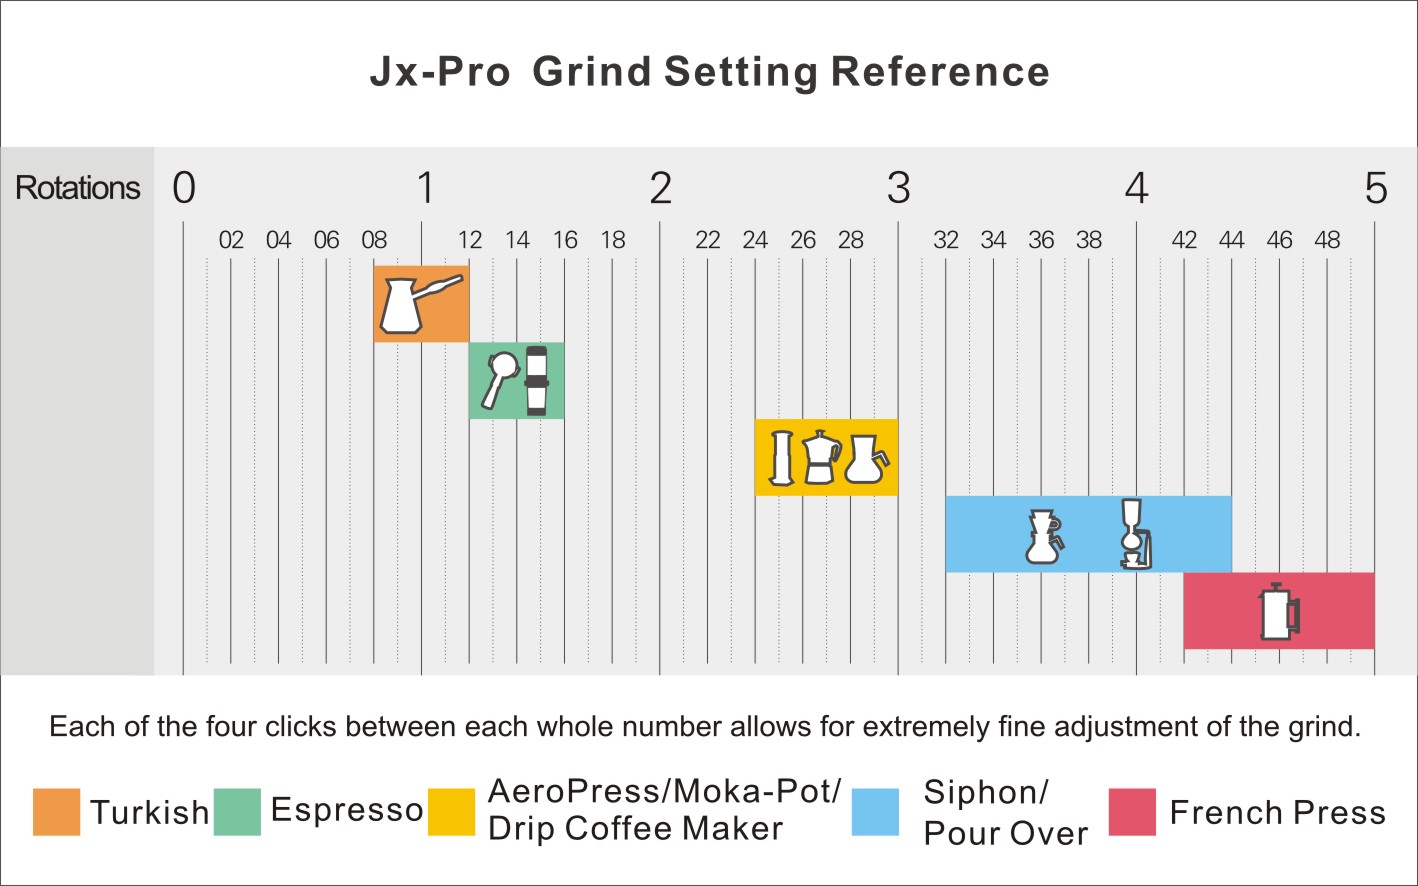 Jx-Pro Grind Setting Reference
Rotations 0 1 2 3 4 5
02 04 06 08 12 14 16 18 22 24 26 28 32 34 36 38 42 44 46 48
Each of the four clicks between each whole number allows for extremely fine adjustment of the grind.
Turkish
Espresso
AeroPress/Moka-Pot/
Drip Coffee Maker
Siphon/
Pour Over
French Press